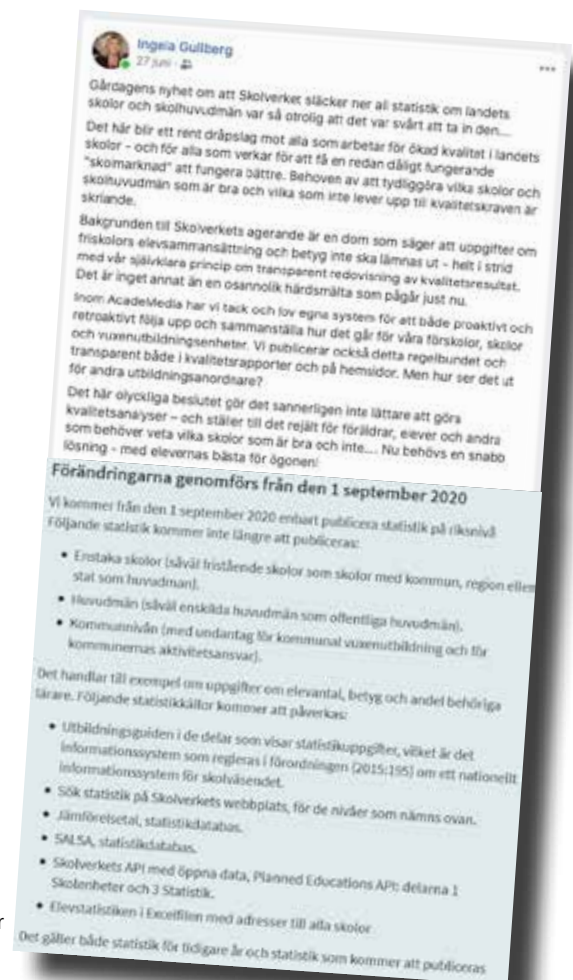 Ingela Gullberg
27 juni
Gårdagens nyhet om att Skolverket släcker ner all statistik om landets
skolor och skolhuvudmän var så otrolig att det var svårt att ta in den....
Det här blir ett rent dråpslag mot alla som arbetar för ökad kvalitet i landets
skolor – och för alla som verkar för att få en redan dåligt fungerande
"skolmarknad" att fungera bättre. Behoven av att tydliggöra vilka skolor och
skolhuvudmän som är bra och vilka som inte lever upp till kvalitetskraven är
skriande.
Bakgrunden till Skolverkets agerande är en dom som säger att uppgifter om
friskolors elevsammansättning och betyg inte ska lämnas ut – helt i strid
med vår självklara princip om transparent redovisning av kvalitetsresultat.
Det är inget annat än en osannolik härdsmälta som pågår just nu.
Inom AcadeMedia har vi tack och lov egna system för att både proaktivt och
retroaktivt följa upp och sammanställa hur det går för våra förskolor, skolor
och vuxenutbildningsenheter. Vi publicerar också detta regelbundet och
transparent både i kvalitetsrapporter och på hemsidor. Men hur ser det ut
för andra utbildningsanordnare?
Det här olyckliga beslutet gör det sannerligen inte lättare att göra
kvalitetsanalyser – och ställer till det rejält för föräldrar, elever och andra
som behöver veta vilka skolor som är bra och inte.... Nu behövs en snabb
lösning – med elevernas bästa för ögonen!
Förändringarna genomförs från den 1 september 2020
Vi kommer från den 1 september 2020 enbart publicera statistik på riksnivå.
Följande statistik kommer inte längre att publiceras:
• Enstaka skolor (såväl fristående skolor som skolor med kommun, region eller
stat som huvudman).
• Huvudmän (såväl enskilda huvudmän som offentliga huvudmän).
• Kommunnivån (med undantag för kommunal vuxenutbildning och för
kommunernas aktivitetsansvar).
Det handlar till exempel om uppgifter om elevantal, betyg och andel behöriga
lärare. Följande statistikkällor kommer att påverkas:
• Utbildningsguiden i de delar som visar statistikuppgifter, vilket är det
informationssystem som regleras i förordningen (2015:195) om ett nationellt
informationssystem för skolväsendet.
• Sök statistik på Skolverkets webbplats, för de nivåer som nämns ovan.
• Jämförelsetal, statistikdatabas.
• SALSA, statistikdatabas.
• Skolverkets API med öppna data, Planned Educations API: delarna 1
Skolenheter och 3 Statistik.
• Elevstatistiken i Excelfilen med adresser till alla skolor
Det gäller både statistik för tidigare år och statistik som kommer att publiceras